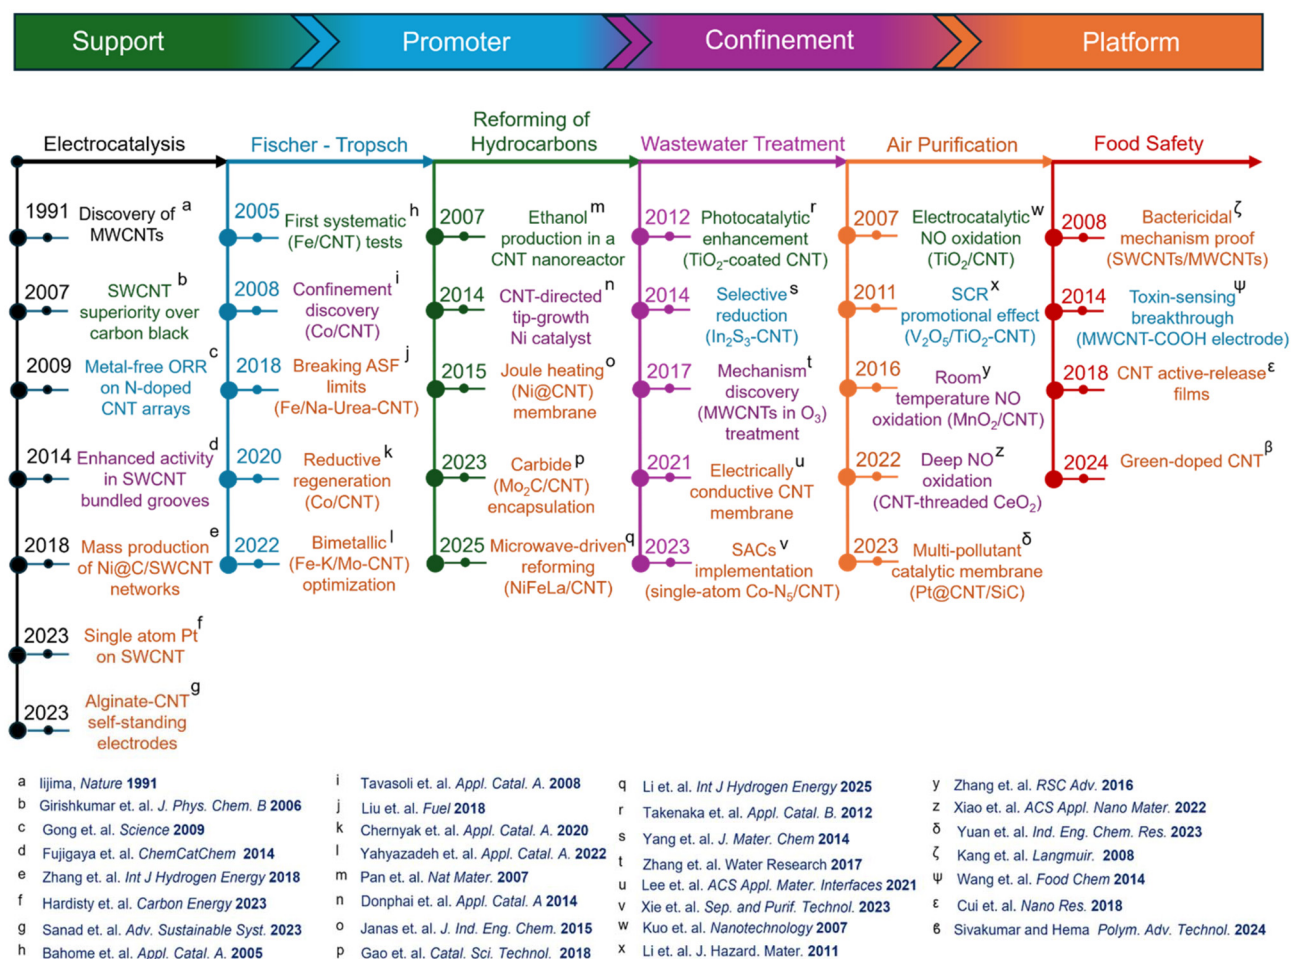 Support
Promoter
Confinement
Platform
Electrocatalysis
1991
Discovery of a
MWCNTs
2007
SWCNT b
superiority over
carbon black
2009
Metal-free ORR c
on N-doped
CNT arrays
2014
Enhanced activity d
in SWCNT
bundled grooves
2018
Mass production e
of Ni@C/SWCNT
networks
2023
Single atom Pt f
on SWCNT
2023
Alginate-CNT g
self-standing
electrodes
Fischer - Tropsch
2005
First systematic h
(Fe/CNT) tests
2008
Confinement i
discovery
(Co/CNT)
2018
Breaking ASF j
limits
(Fe/Na-Urea-CNT)
2020
Reductive k
regeneration
(Co/CNT)
2022
Bimetallic l
(Fe-K/Mo-CNT)
optimization
Reforming of
Hydrocarbons
2007
Ethanol m
production in a
CNT nanoreactor
2014
CNT-directed n
tip-growth
Ni catalyst
2015
Joule heating o
(Ni@CNT)
membrane
2023
Carbide p
(Mo2C/CNT)
encapsulation
2025
Microwave-driven q
reforming
(NiFeLa/CNT)
Wastewater Treatment
2012
Photocatalytic r
enhancement
(TiO2-coated CNT)
2014
Selective s
reduction
(In2S3-CNT)
2017
Mechanism t
discovery
(MWCNTs in O3)
treatment
2021
Electrically u
conductive CNT
membrane
2023
SACs v
implementation
(single-atom Co-N5/CNT)
Air Purification
2007
Electrocatalytic w
NO oxidation
(TiO2/CNT)
2011
SCR x
promotional effect
(V2O5/TiO2-CNT)
2016
Room y
temperature NO
oxidation (MnO2/CNT)
2022
Deep NO z
oxidation
(CNT-threaded CeO2)
2023
Multi-pollutant δ
catalytic membrane
(Pt@CNT/SiC)
Food Safety
2008
Bactericidal ζ
mechanism proof
(SWCNTs/MWCNTs)
2014
Toxin-sensing ψ
breakthrough
(MWCNT-COOH electrode)
2018
CNT active-release ε
films
2024
Green-doped CNT β
a Iijima, Nature 1991
b Girishkumar et. al. J. Phys. Chem. B 2006
c Gong et. al. Science 2009
d Fujigaya et. al. ChemCatChem 2014
e Zhang et. al. Int J Hydrogen Energy 2018
f Hardisty et. al. Carbon Energy 2023
g Sanad et. al. Adv. Sustainable Syst. 2023
h Bahome et. al. Appl. Catal. A. 2005
i Tavasoli et. al. Appl. Catal. A. 2008
j Liu et. al. Fuel 2018
k Chernyak et. al. Appl. Catal. A. 2020
l Yahyazadeh et. al. Appl. Catal. A. 2022
m Pan et. al. Nat Mater. 2007
n Donphai et. al. Appl. Catal. A 2014
o Janas et. al. J. Ind. Eng. Chem. 2015
p Gao et. al. Catal. Sci. Technol. 2018
q Li et. al. Int J Hydrogen Energy 2025
r Takenaka et. al. Appl. Catal. B. 2012
s Yang et. al. J. Mater. Chem 2014
t Zhang et. al. Water Research 2017
u Lee et. al. ACS Appl. Mater. Interfaces 2021
v Xie et. al. Sep. and Purif. Technol. 2023
w Kuo et. al. Nanotechnology 2007
x Li et. al. J. Hazard. Mater. 2011
y Zhang et. al. RSC Adv. 2016
z Xiao et. al. ACS Appl. Nano Mater. 2022
δ Yuan et. al. Ind. Eng. Chem. Res. 2023
ζ Kang et. al. Langmuir. 2008
ψ Wang et. al. Food Chem 2014
ε Cui et. al. Nano Res. 2018
ϐ Sivakumar and Hema Polym. Adv. Technol. 2024